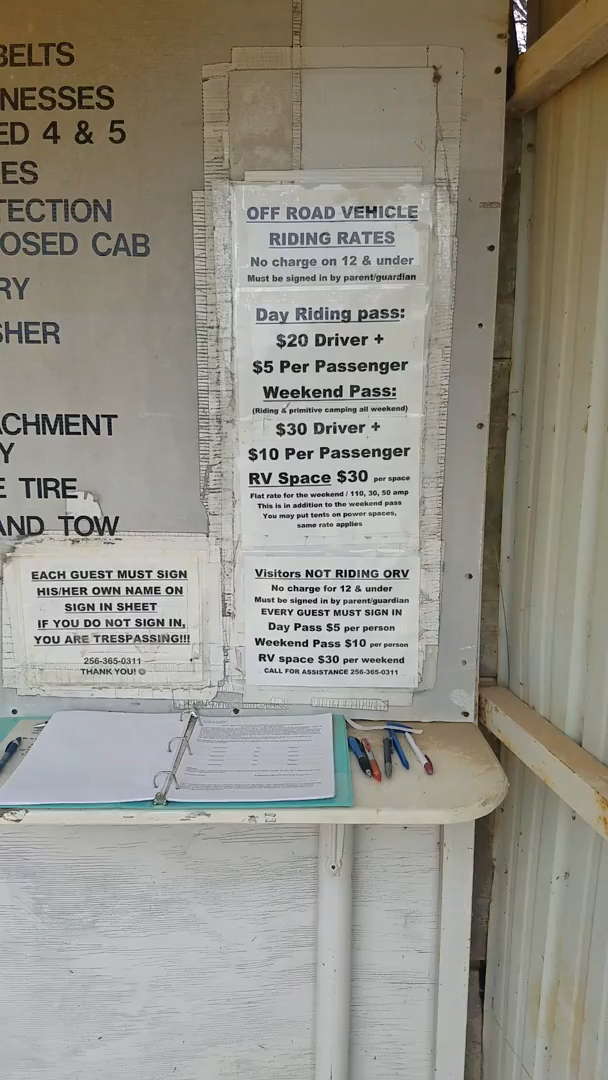 BELTS
NESSES
ED 4 & 5
ES
TECTION
OSED CAB
RY
SHER
ACHMENT
Y
E TIRE
AND TOW
OFF ROAD VEHICLE
RIDING RATES
No charge on 12 & under
Must be signed in by parent/guardian
Day Riding pass:
$20 Driver +
$5 Per Passenger
Weekend Pass:
(Riding & primitive camping all weekend)
$30 Driver +
$10 Per Passenger
RV Space $30 per space
Flat rate for the weekend / 110, 30, 50 amp
This is in addition to the weekend pass
You may put tents on power spaces,
same rate applies
EACH GUEST MUST SIGN
HIS/HER OWN NAME ON
SIGN IN SHEET
IF YOU DO NOT SIGN IN,
YOU ARE TRESPASSING!!!
256-365-0311
THANK YOU! ☺
Visitors NOT RIDING ORV
No charge for 12 & under
Must be signed in by parent/guardian
EVERY GUEST MUST SIGN IN
Day Pass $5 per person
Weekend Pass $10 per person
RV space $30 per weekend
CALL FOR ASSISTANCE 256-365-0311